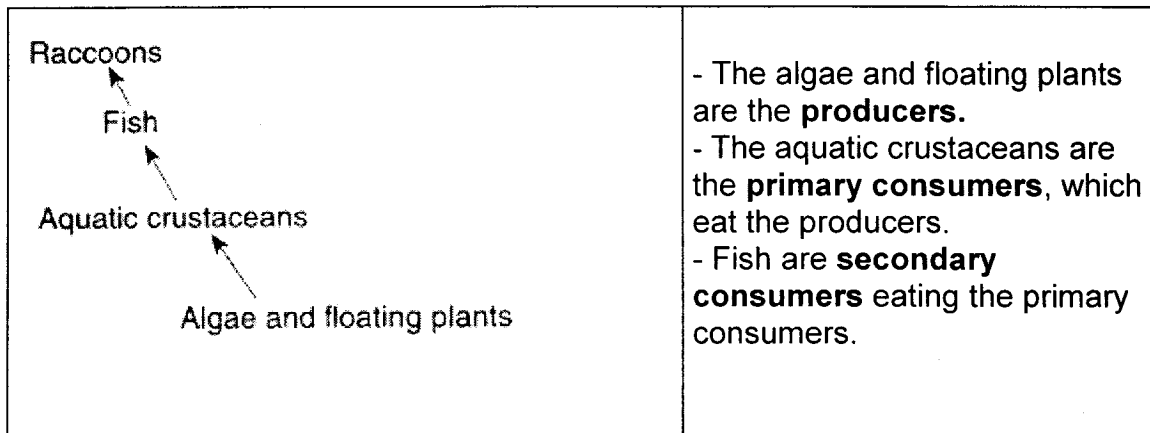 Raccoons
Fish
Aquatic crustaceans
Algae and floating plants
- The algae and floating plants
are the producers.
- The aquatic crustaceans are
the primary consumers, which
eat the producers.
- Fish are secondary
consumers eating the primary
consumers.